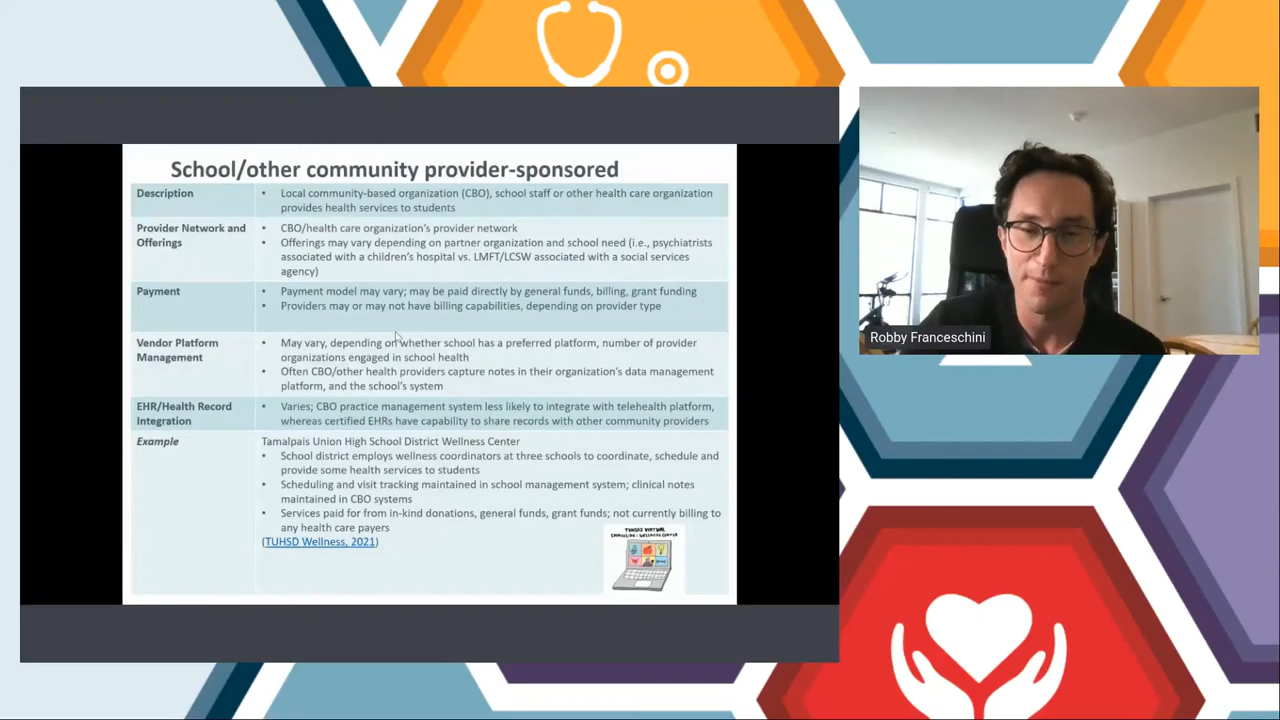 School/other community provider-sponsored
Description
• Local community-based organization (CBO), school staff or other health care organization
provides health services to students
Provider Network and
Offerings
• CBO/health care organization's provider network
• Offerings may vary depending on partner organization and school need (i.e., psychiatrists
associated with a children's hospital vs. LMFT/LCSW associated with a social services
agency)
Payment
• Payment model may vary; may be paid directly by general funds, billing, grant funding
• Providers may or may not have billing capabilities, depending on provider type
Vendor Platform
Management
• May vary, depending on whether school has a preferred platform, number of provider
organizations engaged in school health
• Often CBO/other health providers capture notes in their organization's data management
platform, and the school's system
EHR/Health Record
Integration
• Varies; CBO practice management system less likely to integrate with telehealth platform,
whereas certified EHRs have capability to share records with other community providers
Example
Tamalpais Union High School District Wellness Center
• School district employs wellness coordinators at three schools to coordinate, schedule and
provide some health services to students
• Scheduling and visit tracking maintained in school management system; clinical notes
maintained in CBO systems
• Services paid for from in-kind donations, general funds, grant funds; not currently billing to
any health care payers
(TUHSD Wellness, 2021)
TUHSD VIRTUAL
COUNSELING + WELLNESS CENTER
Robby Franceschini